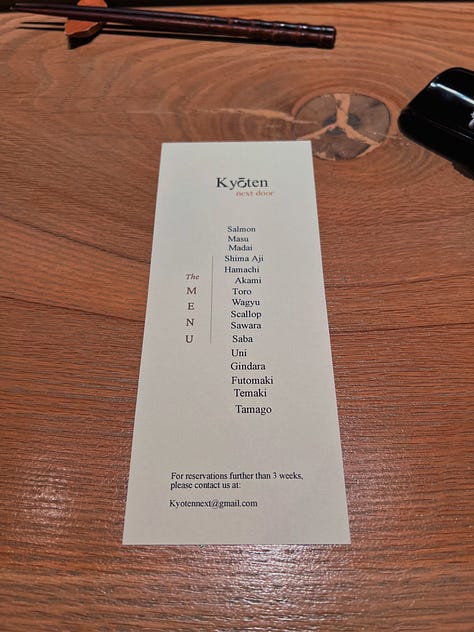 Kyōten
next door
The
MENU
Salmon
Masu
Madai
Shima Aji
Hamachi
Akami
Toro
Wagyu
Scallop
Sawara
Saba
Uni
Gindara
Futomaki
Temaki
Tamago
For reservations further than 3 weeks,
please contact us at:
Kyotennext@gmail.com